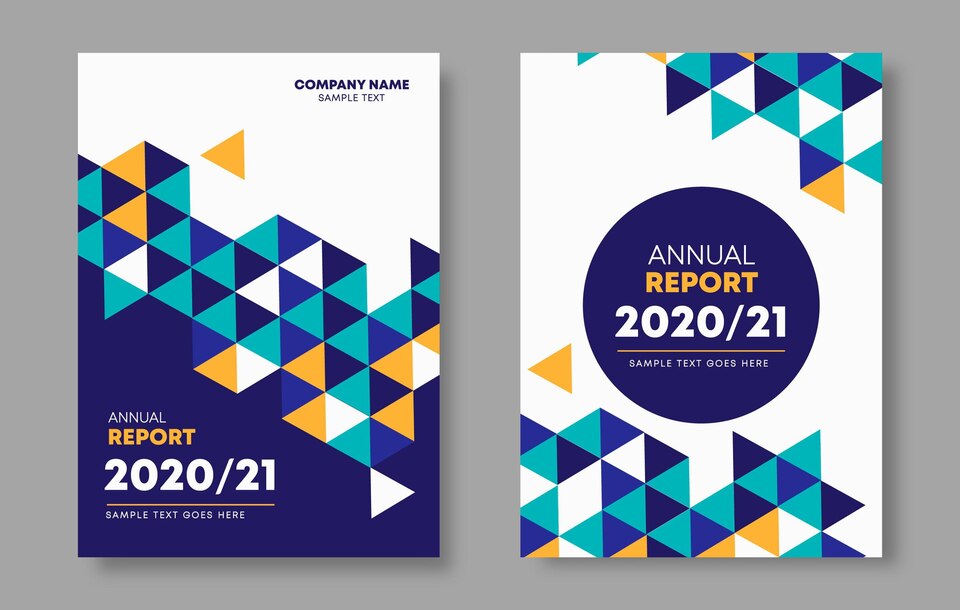 COMPANY NAME
SAMPLE TEXT
ANNUAL
REPORT
2020/21
SAMPLE TEXT GOES HERE
ANNUAL
REPORT
2020/21
SAMPLE TEXT GOES HERE